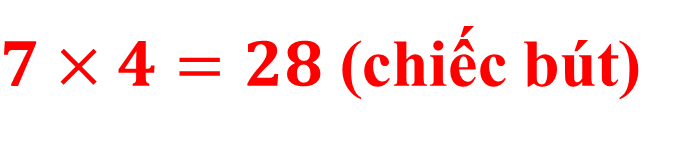 7 × 4 = 28 (chiếc bút)